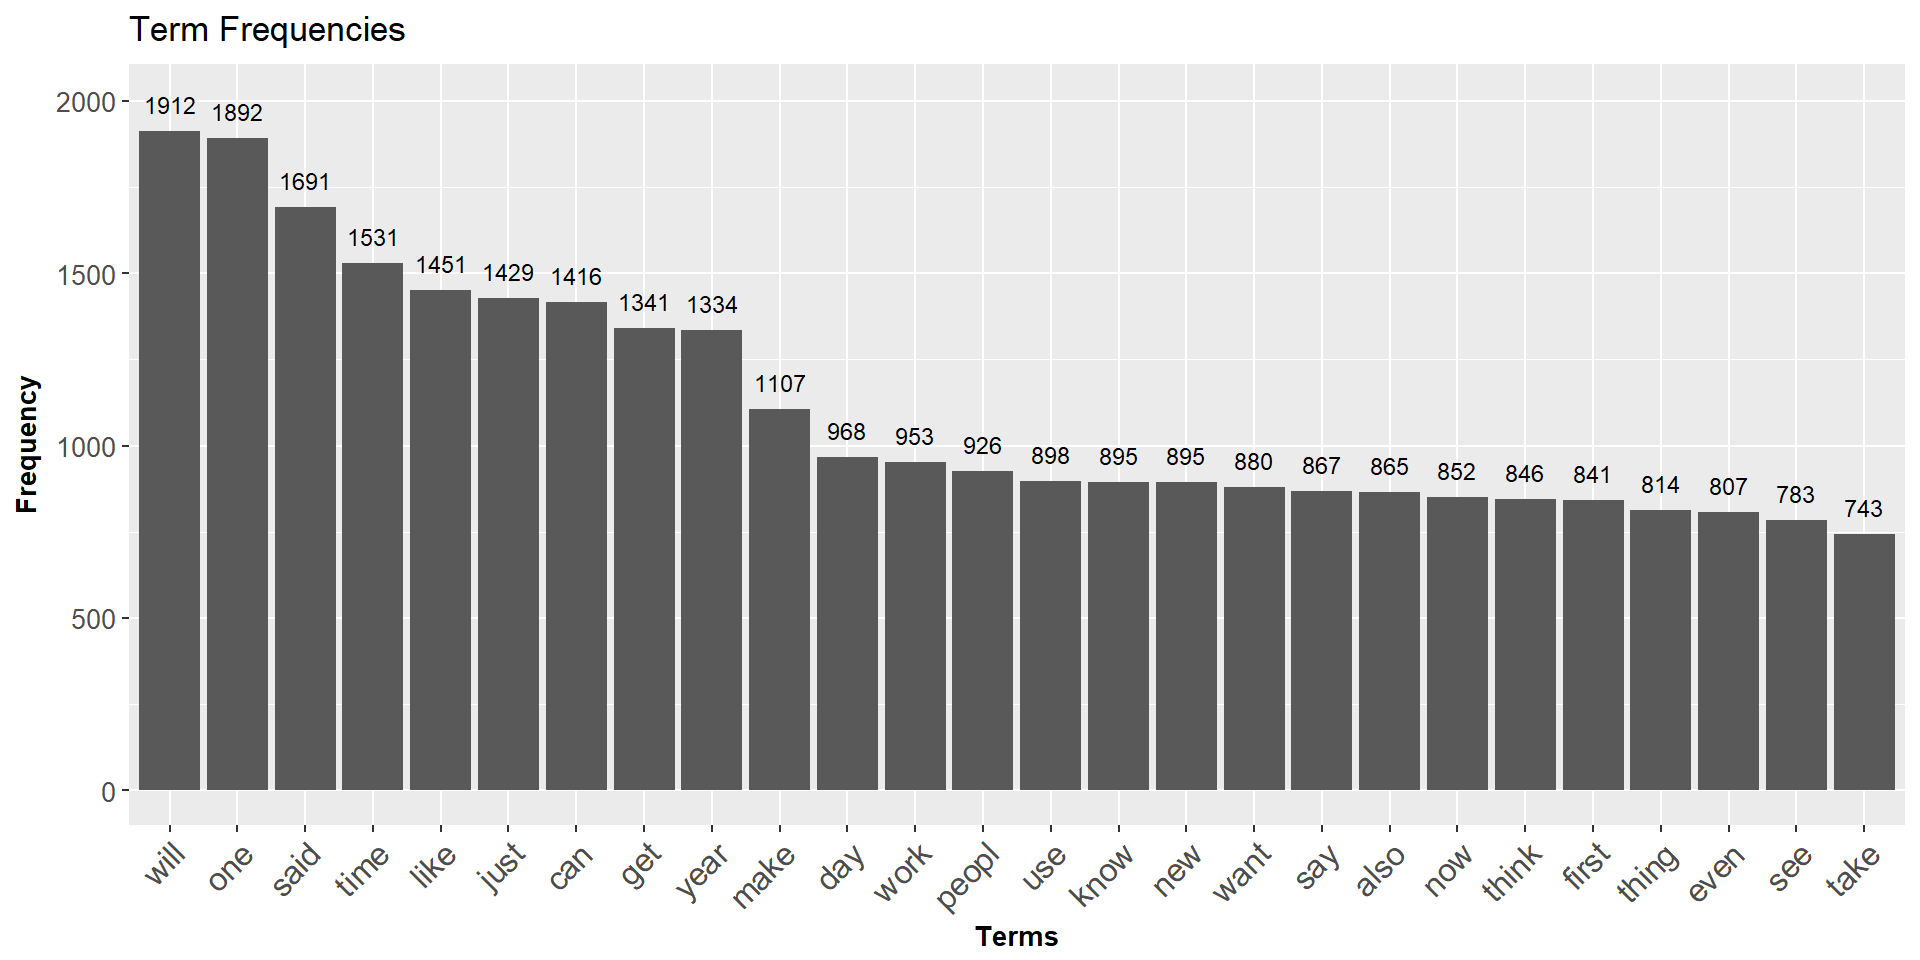 Term Frequencies
Frequency
2000
1500
1000
500
0
1912 1892 1691 1531 1451 1429 1416 1341 1334 1107 968 953 926 898 895 895 880 867 865 852 846 841 814 807 783 743
will one said time like just can get year make day work peopl use know new want say also now think first thing even see take
Terms